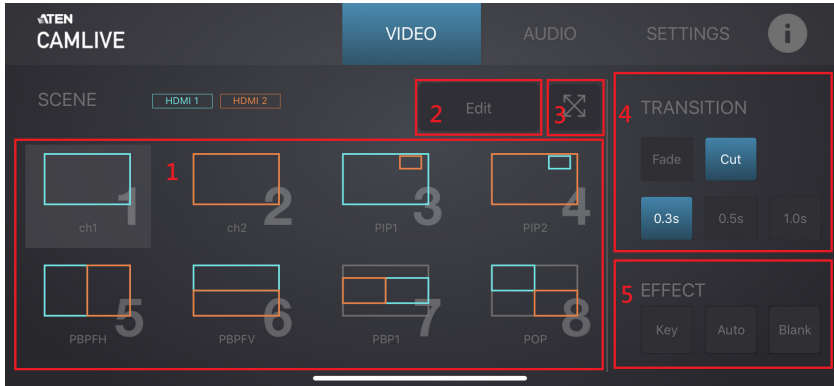 ATEN
CAMLIVE
VIDEO
AUDIO
SETTINGS
i
SCENE
HDMI 1
HDMI 2
2
Edit
3
4
TRANSITION
Fade
Cut
0.3s
0.5s
1.0s
1
1
ch1
2
ch2
3
PIP1
4
PIP2
5
PBPFH
6
PBPFV
7
PBP1
8
POP
5
EFFECT
Key
Auto
Blank